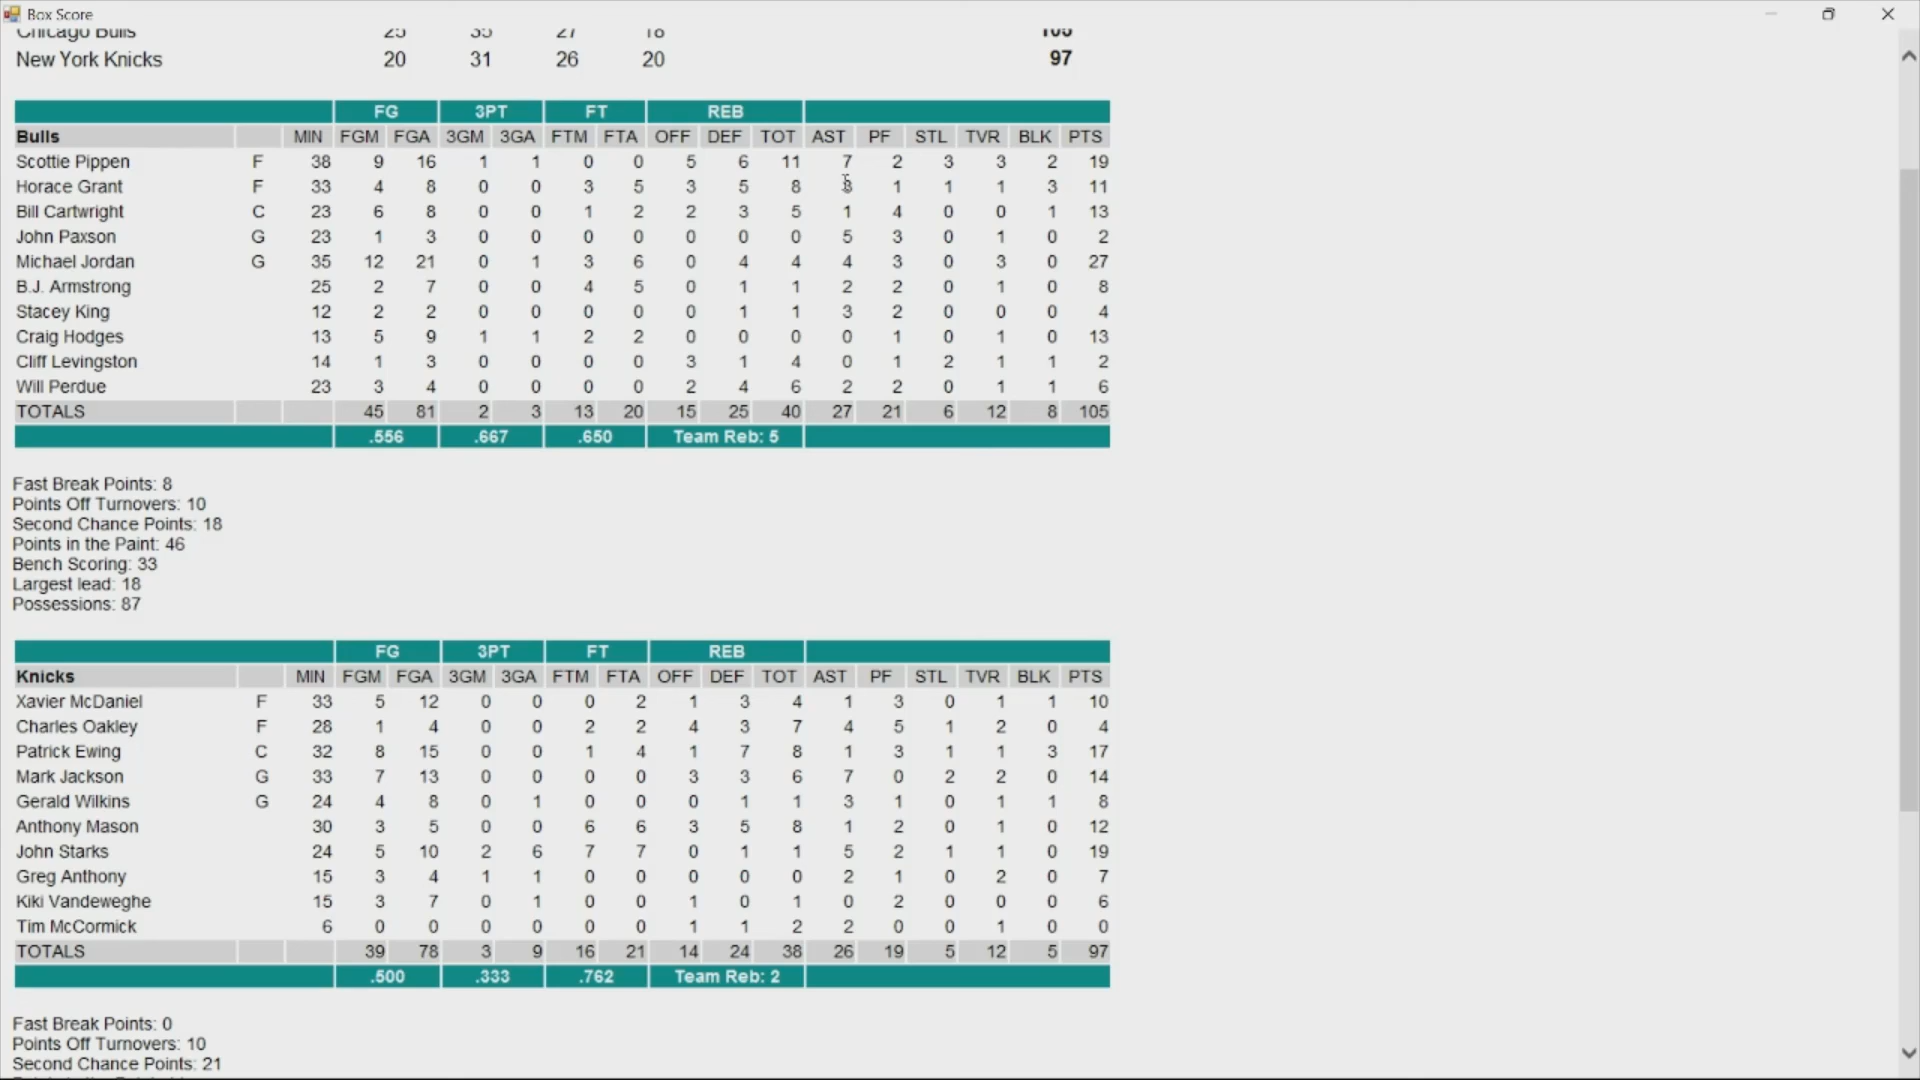 Box Score
Chicago Bulls 25 35 27 18 105
New York Knicks 20 31 26 20 97
FG 3PT FT REB
Bulls MIN FGM FGA 3GM 3GA FTM FTA OFF DEF TOT AST PF STL TVR BLK PTS
Scottie Pippen F 38 9 16 1 1 0 0 5 6 11 7 2 3 3 2 19
Horace Grant F 33 4 8 0 0 3 5 3 5 8 3 1 1 1 3 11
Bill Cartwright C 23 6 8 0 0 1 2 2 3 5 1 4 0 0 1 13
John Paxson G 23 1 3 0 0 0 0 0 0 0 5 3 0 1 0 2
Michael Jordan G 35 12 21 0 1 3 6 0 4 4 4 3 0 3 0 27
B.J. Armstrong 25 2 7 0 0 4 5 0 1 1 2 2 0 1 0 8
Stacey King 12 2 2 0 0 0 0 0 1 1 3 2 0 0 0 4
Craig Hodges 13 5 9 1 1 2 2 0 0 0 0 1 0 1 0 13
Cliff Levingston 14 1 3 0 0 0 0 3 1 4 0 1 2 1 1 2
Will Perdue 23 3 4 0 0 0 0 2 4 6 2 2 0 1 1 6
TOTALS 45 81 2 3 13 20 15 25 40 27 21 6 12 8 105
.556 .667 .650 Team Reb: 5
Fast Break Points: 8
Points Off Turnovers: 10
Second Chance Points: 18
Points in the Paint: 46
Bench Scoring: 33
Largest lead: 18
Possessions: 87
FG 3PT FT REB
Knicks MIN FGM FGA 3GM 3GA FTM FTA OFF DEF TOT AST PF STL TVR BLK PTS
Xavier McDaniel F 33 5 12 0 0 0 2 1 3 4 1 3 0 1 1 10
Charles Oakley F 28 1 4 0 0 2 2 4 3 7 4 5 1 2 0 4
Patrick Ewing C 32 8 15 0 0 1 4 1 7 8 1 3 1 1 3 17
Mark Jackson G 33 7 13 0 0 0 0 3 3 6 7 0 2 2 0 14
Gerald Wilkins G 24 4 8 0 1 0 0 0 1 1 3 1 0 1 1 8
Anthony Mason 30 3 5 0 0 6 6 3 5 8 1 2 0 1 0 12
John Starks 24 5 10 2 6 7 7 0 1 1 5 2 1 1 0 19
Greg Anthony 15 3 4 1 1 0 0 0 0 0 2 1 0 2 0 7
Kiki Vandeweghe 15 3 7 0 1 0 0 1 0 1 0 2 0 0 0 6
Tim McCormick 6 0 0 0 0 0 0 1 1 2 2 0 0 1 0 0
TOTALS 39 78 3 9 16 21 14 24 38 26 19 5 12 5 97
.500 .333 .762 Team Reb: 2
Fast Break Points: 0
Points Off Turnovers: 10
Second Chance Points: 21